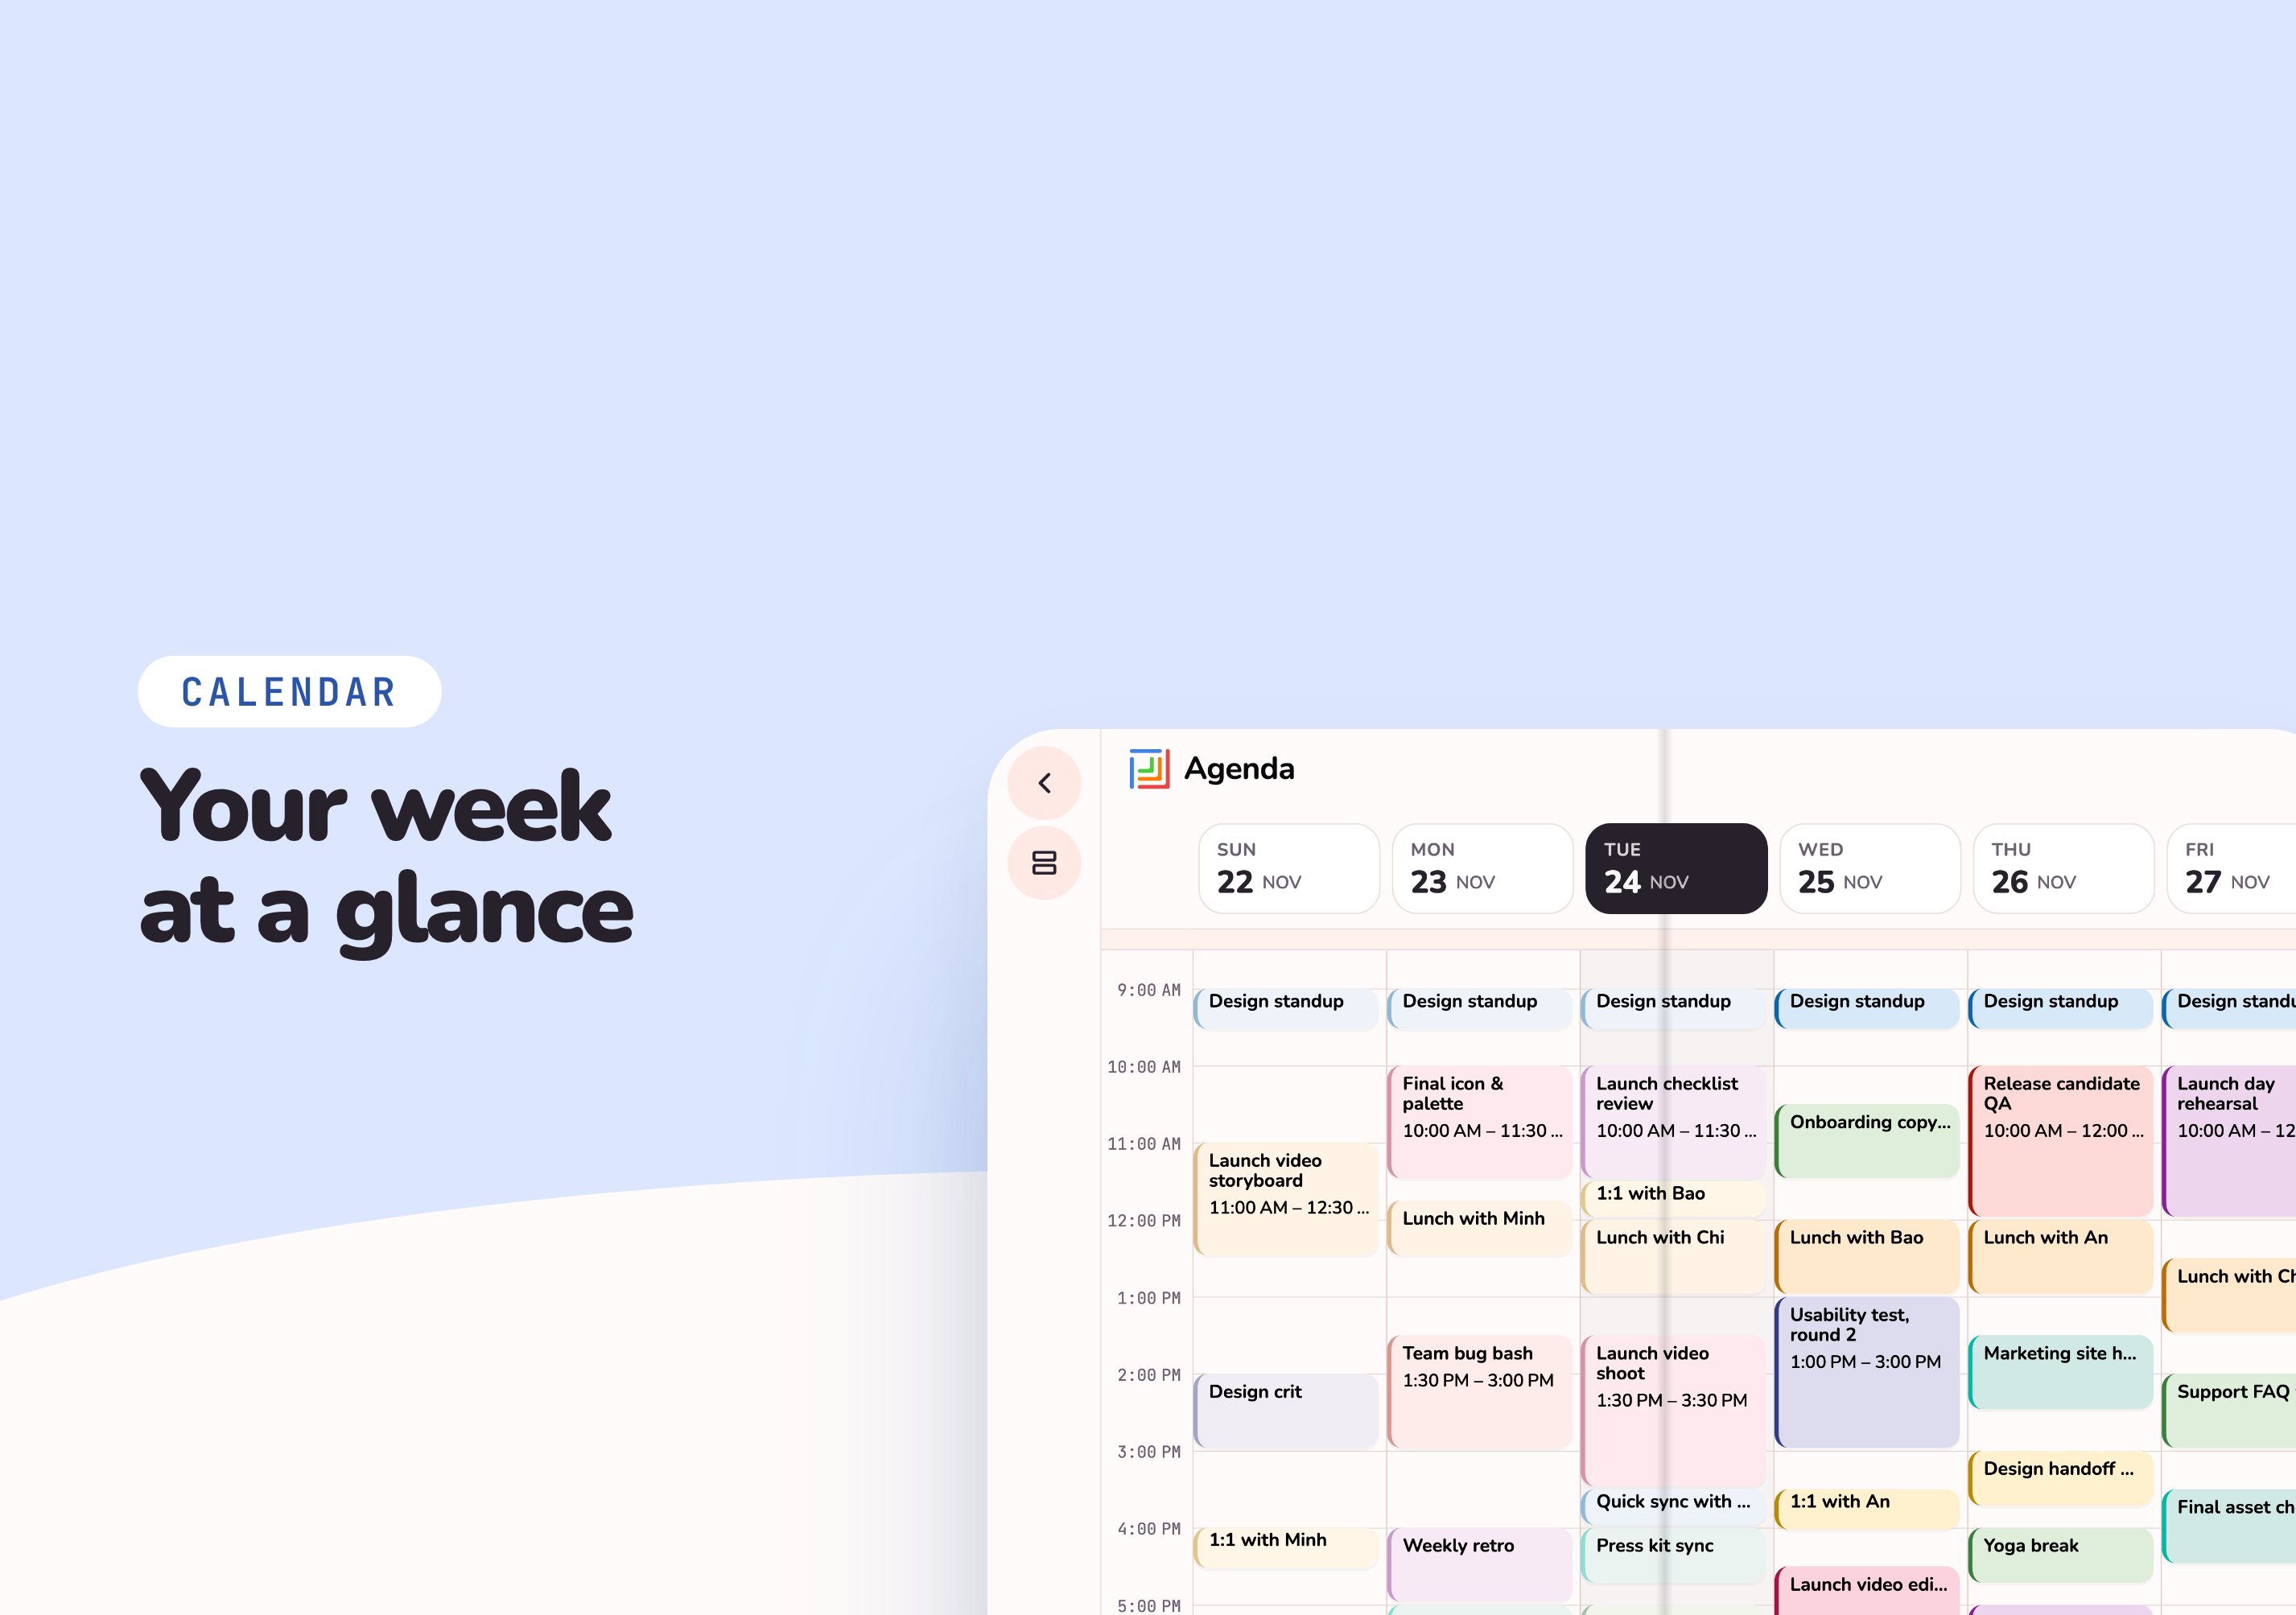 CALENDAR
Your week
at a glance
Agenda
SUN
22 NOV
MON
23 NOV
TUE
24 NOV
WED
25 NOV
THU
26 NOV
FRI
27 NOV
9:00 AM
10:00 AM
11:00 AM
12:00 PM
1:00 PM
2:00 PM
3:00 PM
4:00 PM
5:00 PM
Design standup
Launch video
storyboard
11:00 AM – 12:30 ...
Design crit
1:1 with Minh
Design standup
Final icon &
palette
10:00 AM – 11:30 ...
Lunch with Minh
Team bug bash
1:30 PM – 3:00 PM
Weekly retro
Design standup
Launch checklist
review
10:00 AM – 11:30 ...
1:1 with Bao
Lunch with Chi
Launch video
shoot
1:30 PM – 3:30 PM
Quick sync with ...
Press kit sync
Design standup
Onboarding copy...
Lunch with Bao
Usability test,
round 2
1:00 PM – 3:00 PM
1:1 with An
Launch video edi...
Design standup
Release candidate
QA
10:00 AM – 12:00 ...
Lunch with An
Marketing site h...
Design handoff ...
Yoga break
Design
Launch day
rehearsal
10:00 AM –
Lunch with
Support FAQ
Final asset